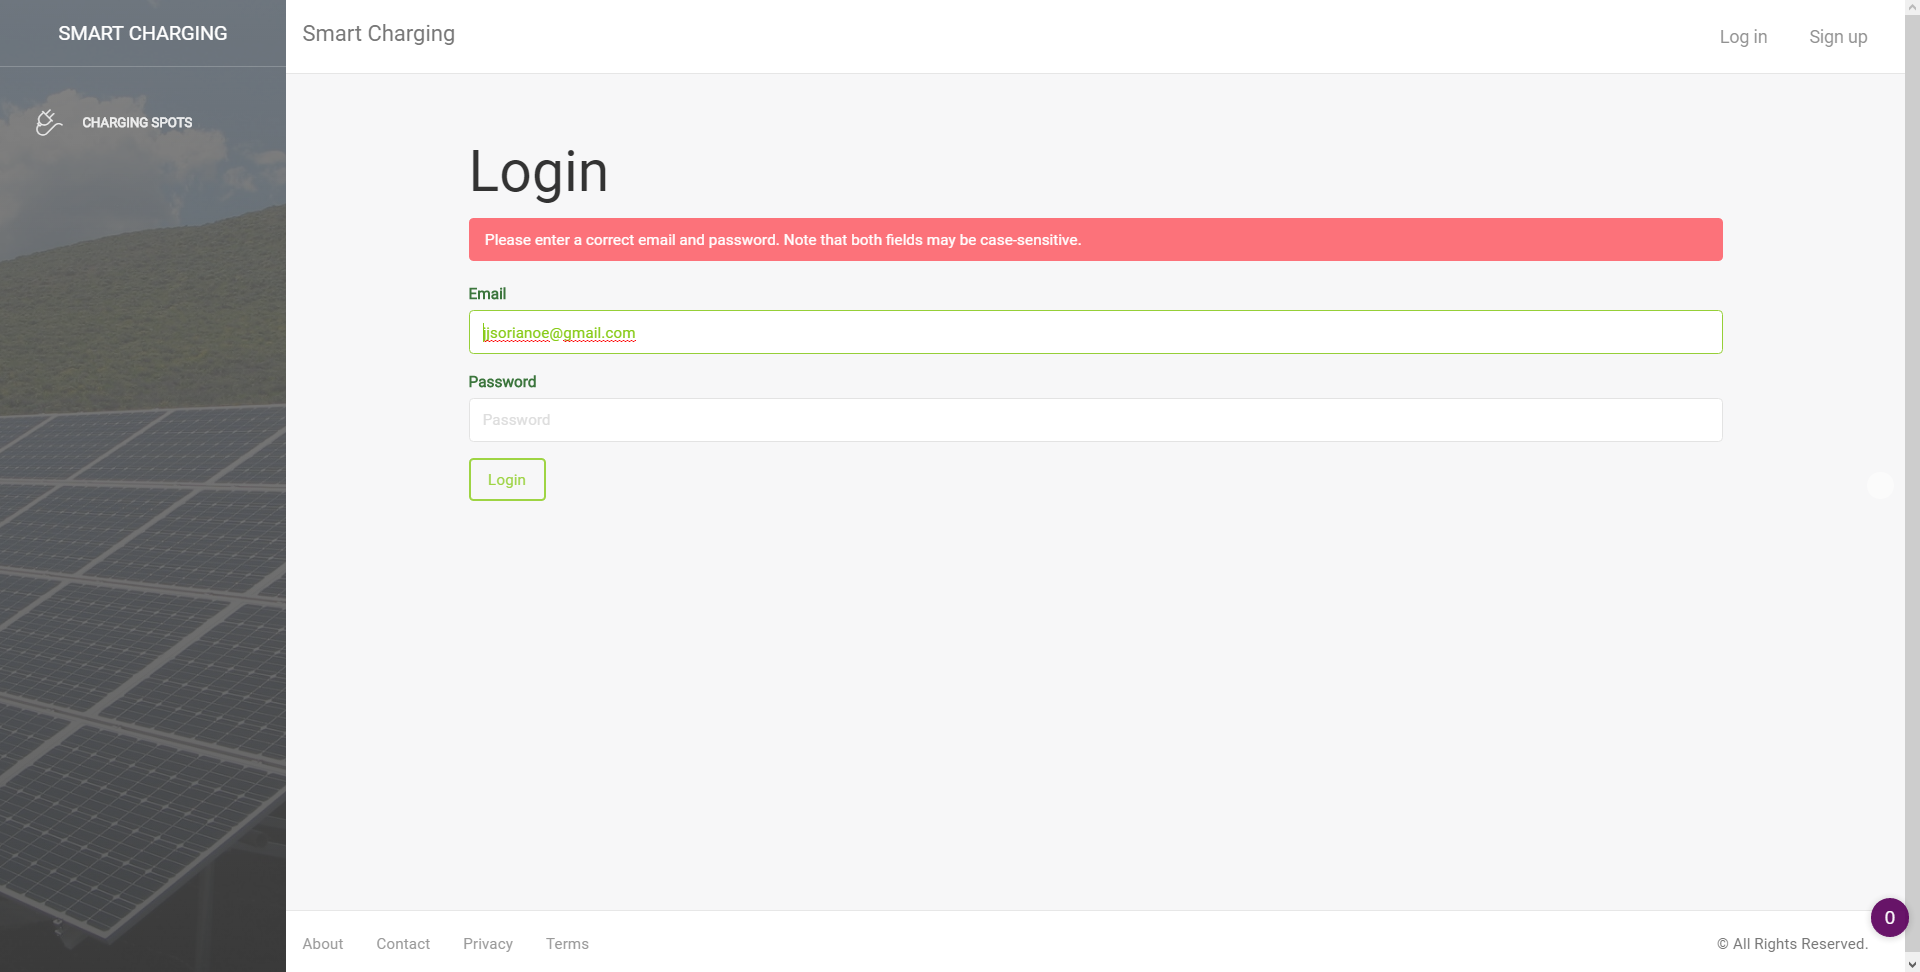 SMART CHARGING
Smart Charging
Log in
Sign up
CHARGING SPOTS
Login
Please enter a correct email and password. Note that both fields may be case-sensitive.
Email
jjsorianoe@gmail.com
Password
Password
Login
About
Contact
Privacy
Terms
© All Rights Reserved.
0